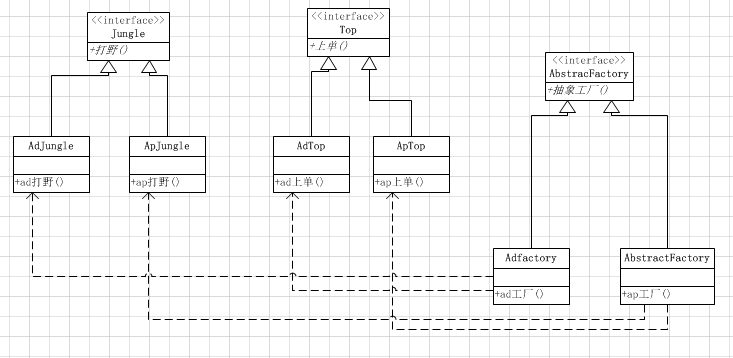 <<interface>>
Jungle
+打野()
<<interface>>
Top
+上单()
<<interface>>
AbstracFactory
+抽象工厂()
AdJungle
+ad打野()
ApJungle
+ap打野()
AdTop
+ad上单()
ApTop
+ap上单()
Adfactory
+ad工厂()
AbstractFactory
+ap工厂()